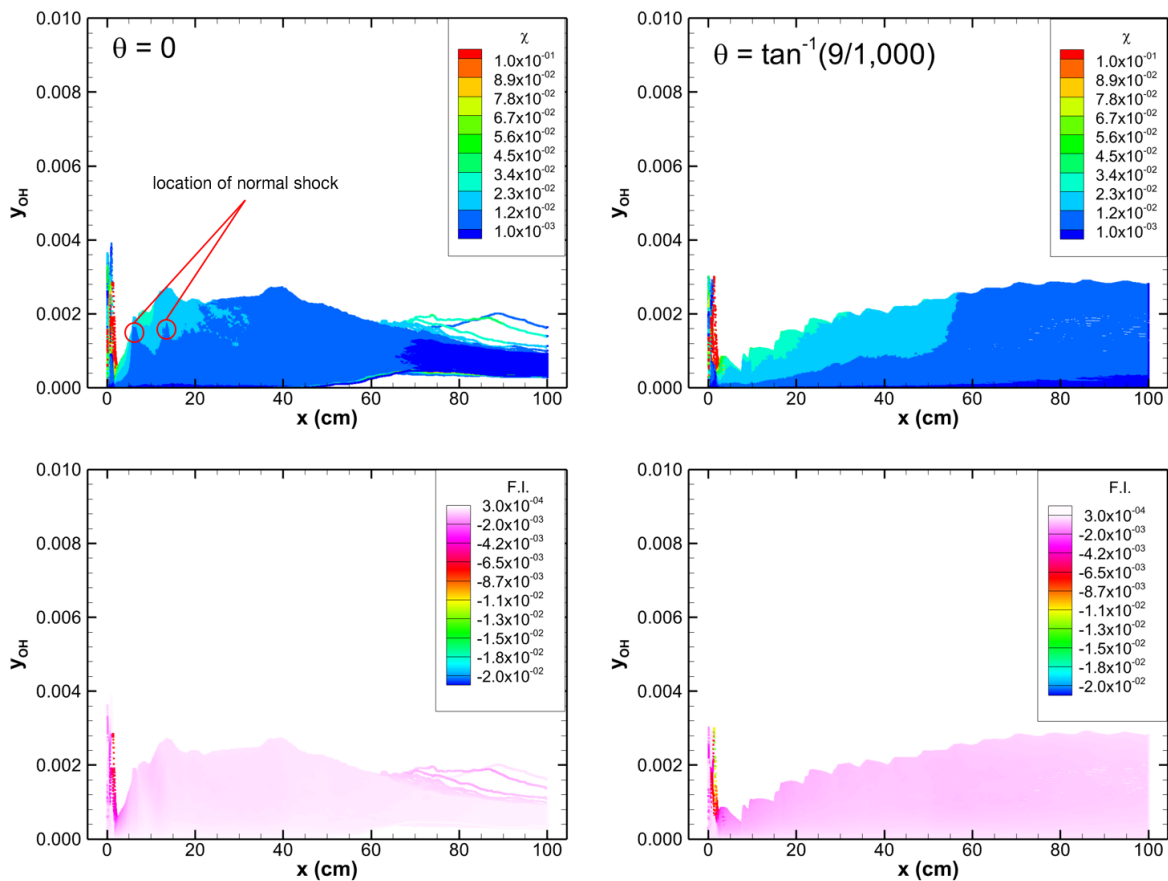 θ = 0
χ
1.0x10⁻⁰¹
8.9x10⁻⁰²
7.8x10⁻⁰²
6.7x10⁻⁰²
5.6x10⁻⁰²
4.5x10⁻⁰²
3.4x10⁻⁰²
2.3x10⁻⁰²
1.2x10⁻⁰²
1.0x10⁻⁰³
location of normal shock
y_OH
0.010
0.008
0.006
0.004
0.002
0.000
0 20 40 60 80 100
x (cm)
θ = tan⁻¹(9/1,000)
χ
1.0x10⁻⁰¹
8.9x10⁻⁰²
7.8x10⁻⁰²
6.7x10⁻⁰²
5.6x10⁻⁰²
4.5x10⁻⁰²
3.4x10⁻⁰²
2.3x10⁻⁰²
1.2x10⁻⁰²
1.0x10⁻⁰³
y_OH
0.010
0.008
0.006
0.004
0.002
0.000
0 20 40 60 80 100
x (cm)
F.I.
3.0x10⁻⁰⁴
-2.0x10⁻⁰³
-4.2x10⁻⁰³
-6.5x10⁻⁰³
-8.7x10⁻⁰³
-1.1x10⁻⁰²
-1.3x10⁻⁰²
-1.5x10⁻⁰²
-1.8x10⁻⁰²
-2.0x10⁻⁰²
y_OH
0.010
0.008
0.006
0.004
0.002
0.000
0 20 40 60 80 100
x (cm)
F.I.
3.0x10⁻⁰⁴
-2.0x10⁻⁰³
-4.2x10⁻⁰³
-6.5x10⁻⁰³
-8.7x10⁻⁰³
-1.1x10⁻⁰²
-1.3x10⁻⁰²
-1.5x10⁻⁰²
-1.8x10⁻⁰²
-2.0x10⁻⁰²
y_OH
0.010
0.008
0.006
0.004
0.002
0.000
0 20 40 60 80 100
x (cm)